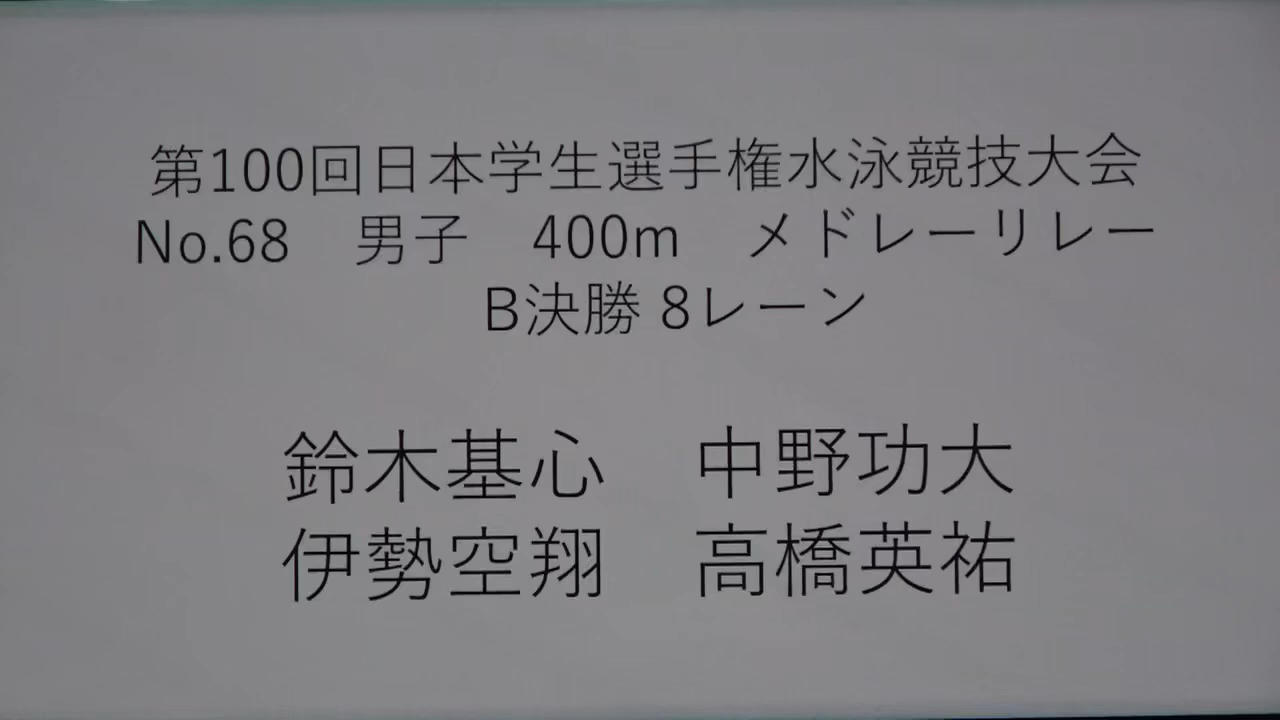 第100回日本学生選手権水泳競技大会
No.68　男子　400m　メドレーリレー
B決勝 8レーン
鈴木基心　中野功大
伊勢空翔　高橋英祐